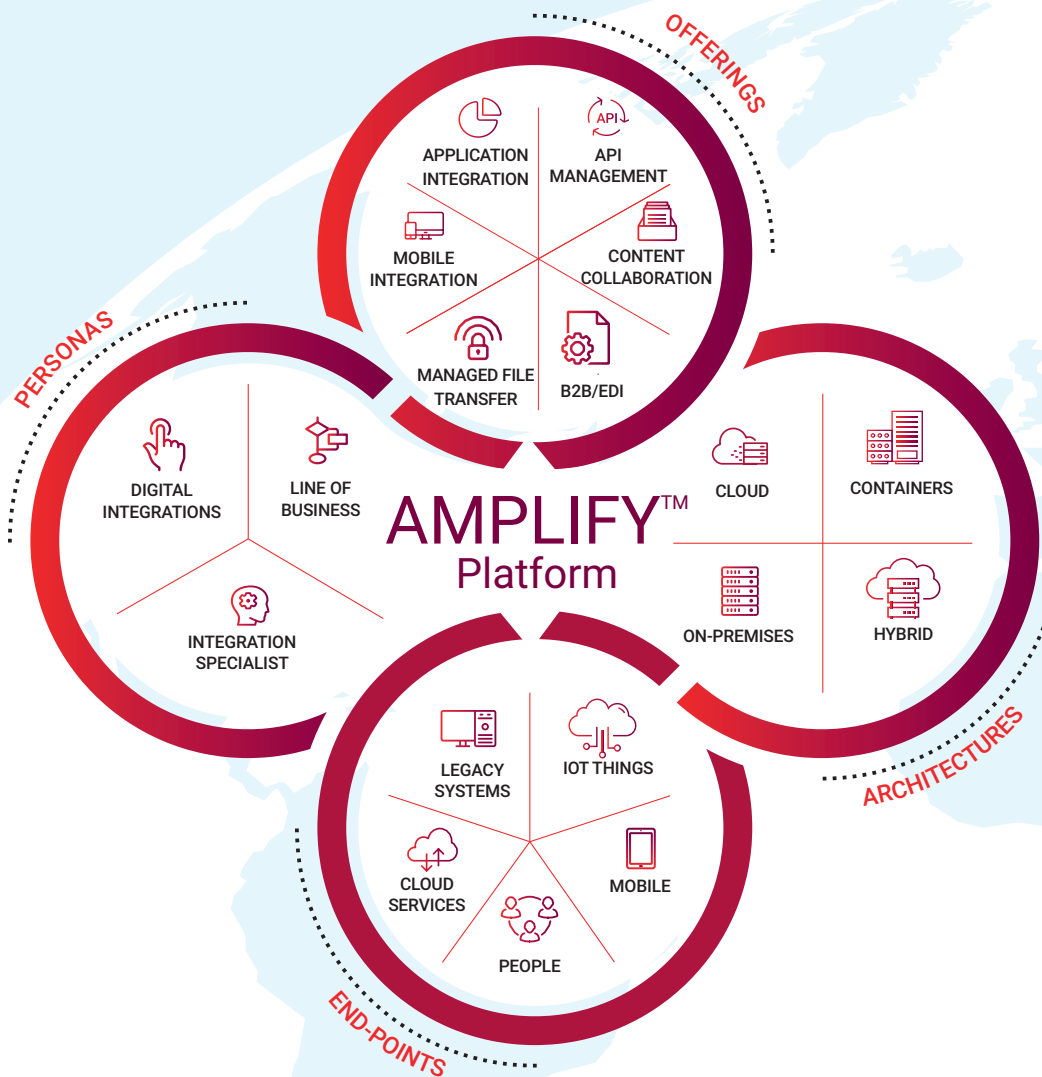 OFFERINGS
APPLICATION
INTEGRATION
API
API
MANAGEMENT
MOBILE
INTEGRATION
CONTENT
COLLABORATION
MANAGED FILE
TRANSFER
B2B/EDI
PERSONAS
DIGITAL
INTEGRATIONS
LINE OF
BUSINESS
INTEGRATION
SPECIALIST
AMPLIFY™
Platform
CLOUD
CONTAINERS
ON-PREMISES
HYBRID
ARCHITECTURES
LEGACY
SYSTEMS
IOT THINGS
CLOUD
SERVICES
MOBILE
PEOPLE
END-POINTS